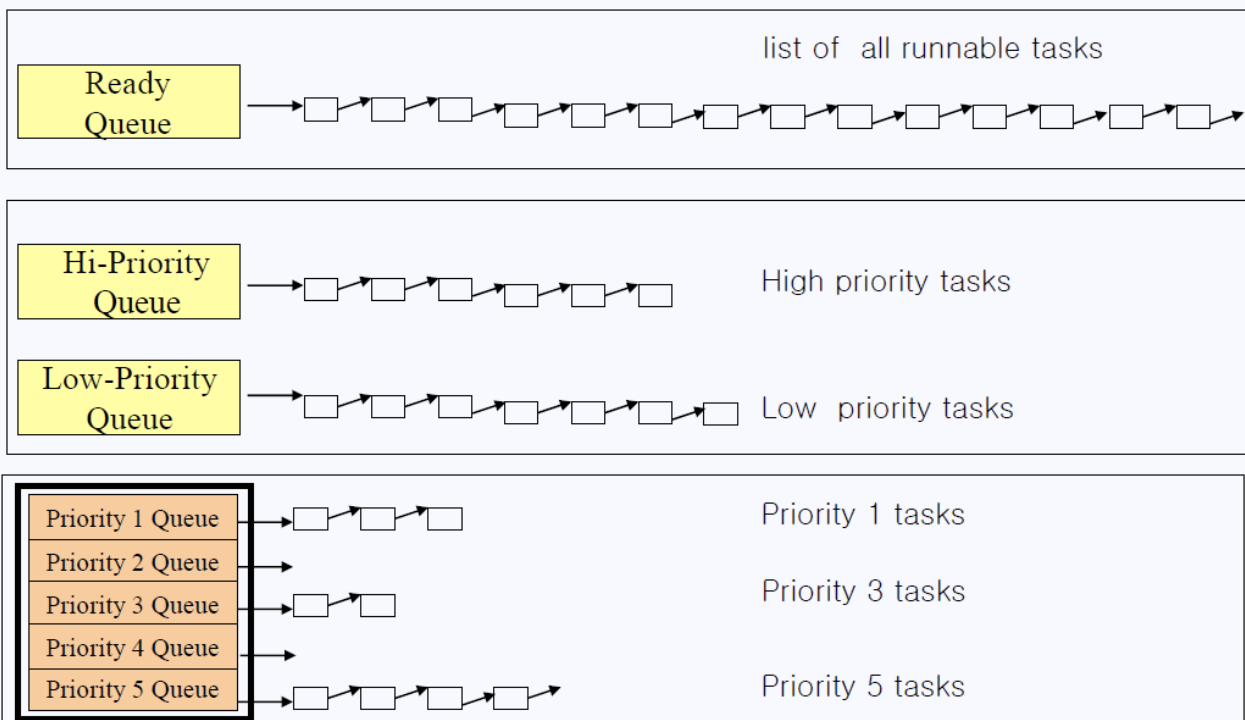 list of all runnable tasks
Ready
Queue
Hi-Priority
Queue
High priority tasks
Low-Priority
Queue
Low priority tasks
Priority 1 Queue
Priority 1 tasks
Priority 2 Queue
Priority 3 Queue
Priority 3 tasks
Priority 4 Queue
Priority 5 Queue
Priority 5 tasks